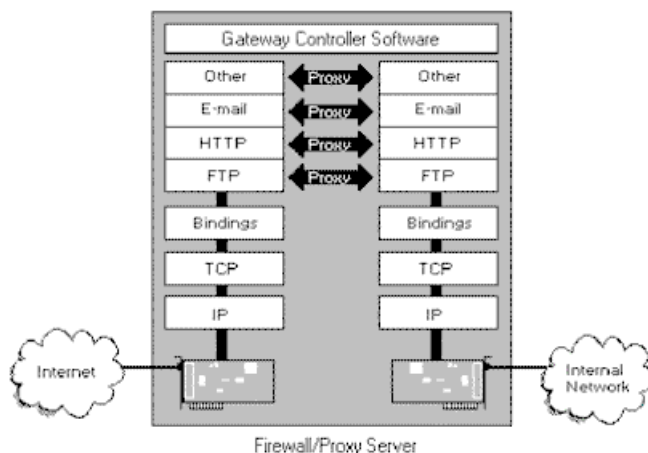 Gateway Controller Software
Other Proxy Other
E-mail Proxy E-mail
HTTP Proxy HTTP
FTP Proxy FTP
Bindings Bindings
TCP TCP
IP IP
Internet
Internal
Network
Firewall/Proxy Server